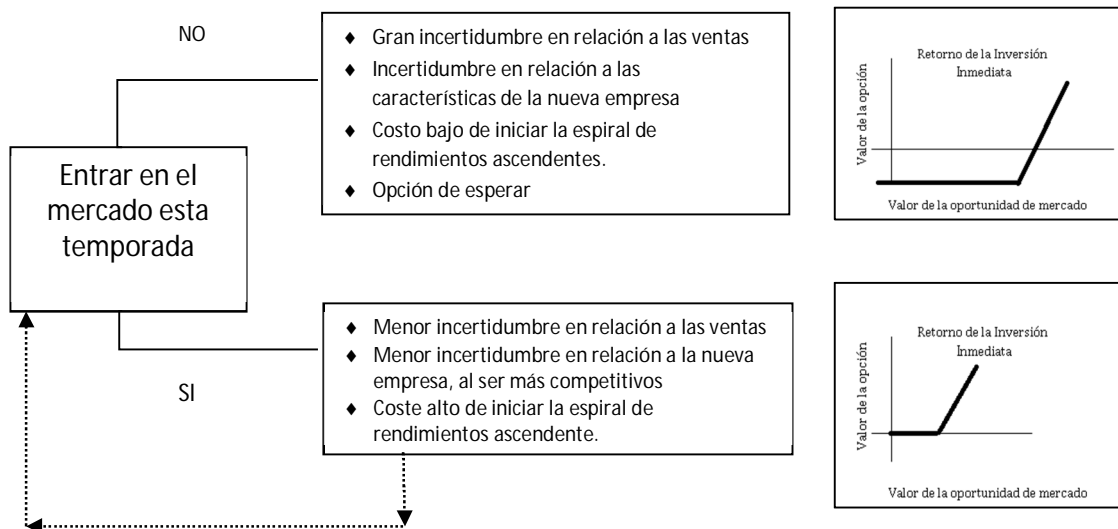 NO
♦ Gran incertidumbre en relación a las ventas
♦ Incertidumbre en relación a las
características de la nueva empresa
♦ Costo bajo de iniciar la espiral de
rendimientos ascendentes.
♦ Opción de esperar
Retorno de la Inversión
Inmediata
Valor de la opción
Valor de la oportunidad de mercado
Entrar en el
mercado esta
temporada
SI
♦ Menor incertidumbre en relación a las ventas
♦ Menor incertidumbre en relación a la nueva
empresa, al ser más competitivos
♦ Coste alto de iniciar la espiral de
rendimientos ascendente.
Retorno de la Inversión
Inmediata
Valor de la opción
Valor de la oportunidad de mercado